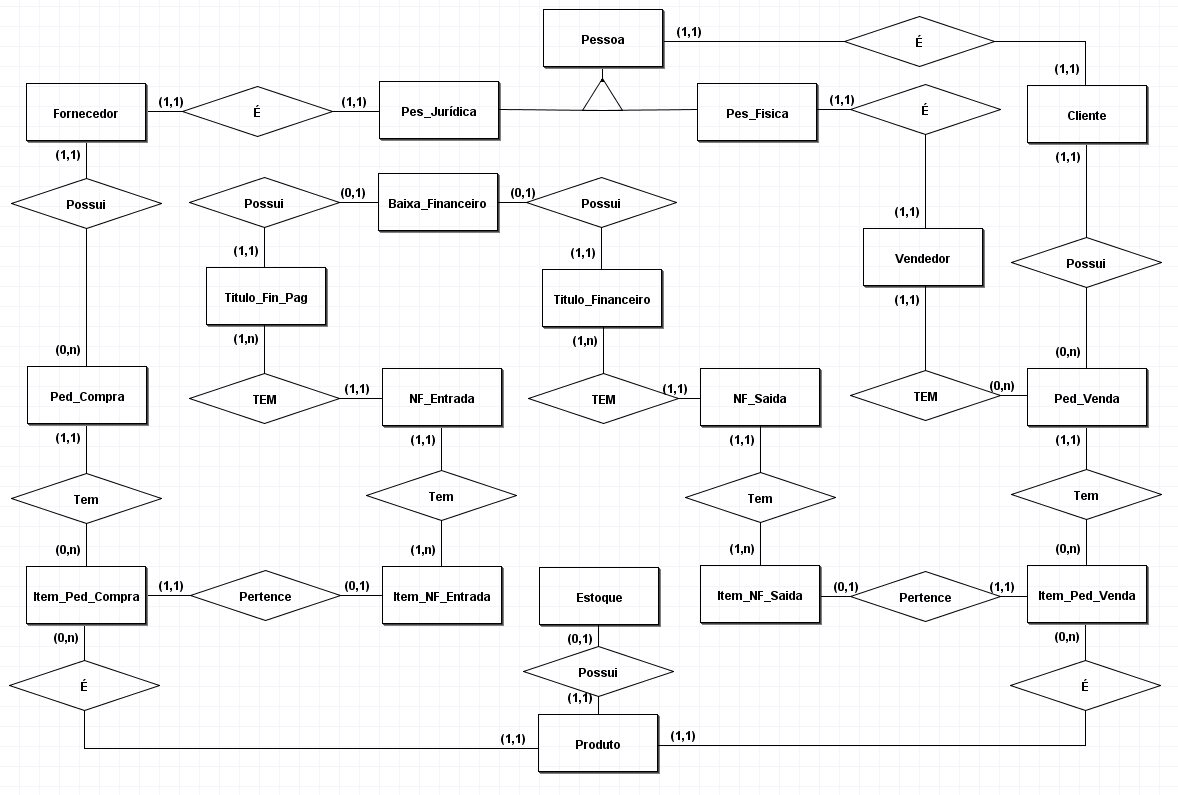 Pessoa
(1,1)
É
(1,1)
Fornecedor
(1,1)
É
(1,1)
Pes_Jurídica
Pes_Fisica
(1,1)
É
Cliente
(1,1)
(1,1)
Possui
(0,1)
Baixa_Financeiro
(0,1)
Possui
Possui
(1,1)
(1,1)
(1,1)
Vendedor
Possui
Titulo_Fin_Pag
Titulo_Financeiro
(1,1)
(1,n)
(1,n)
(0,n)
(0,n)
Ped_Compra
TEM
(1,1)
NF_Entrada
TEM
(1,1)
NF_Saida
TEM
(0,n)
Ped_Venda
(1,1)
(1,1)
(1,1)
(1,1)
Tem
Tem
Tem
Tem
(0,n)
(1,n)
(1,n)
(0,n)
Item_Ped_Compra
(1,1)
Pertence
(0,1)
Item_NF_Entrada
Estoque
Item_NF_Saida
(0,1)
Pertence
(1,1)
Item_Ped_Venda
(0,n)
(0,1)
(0,n)
É
Possui
É
(1,1)
(1,1)
Produto
(1,1)